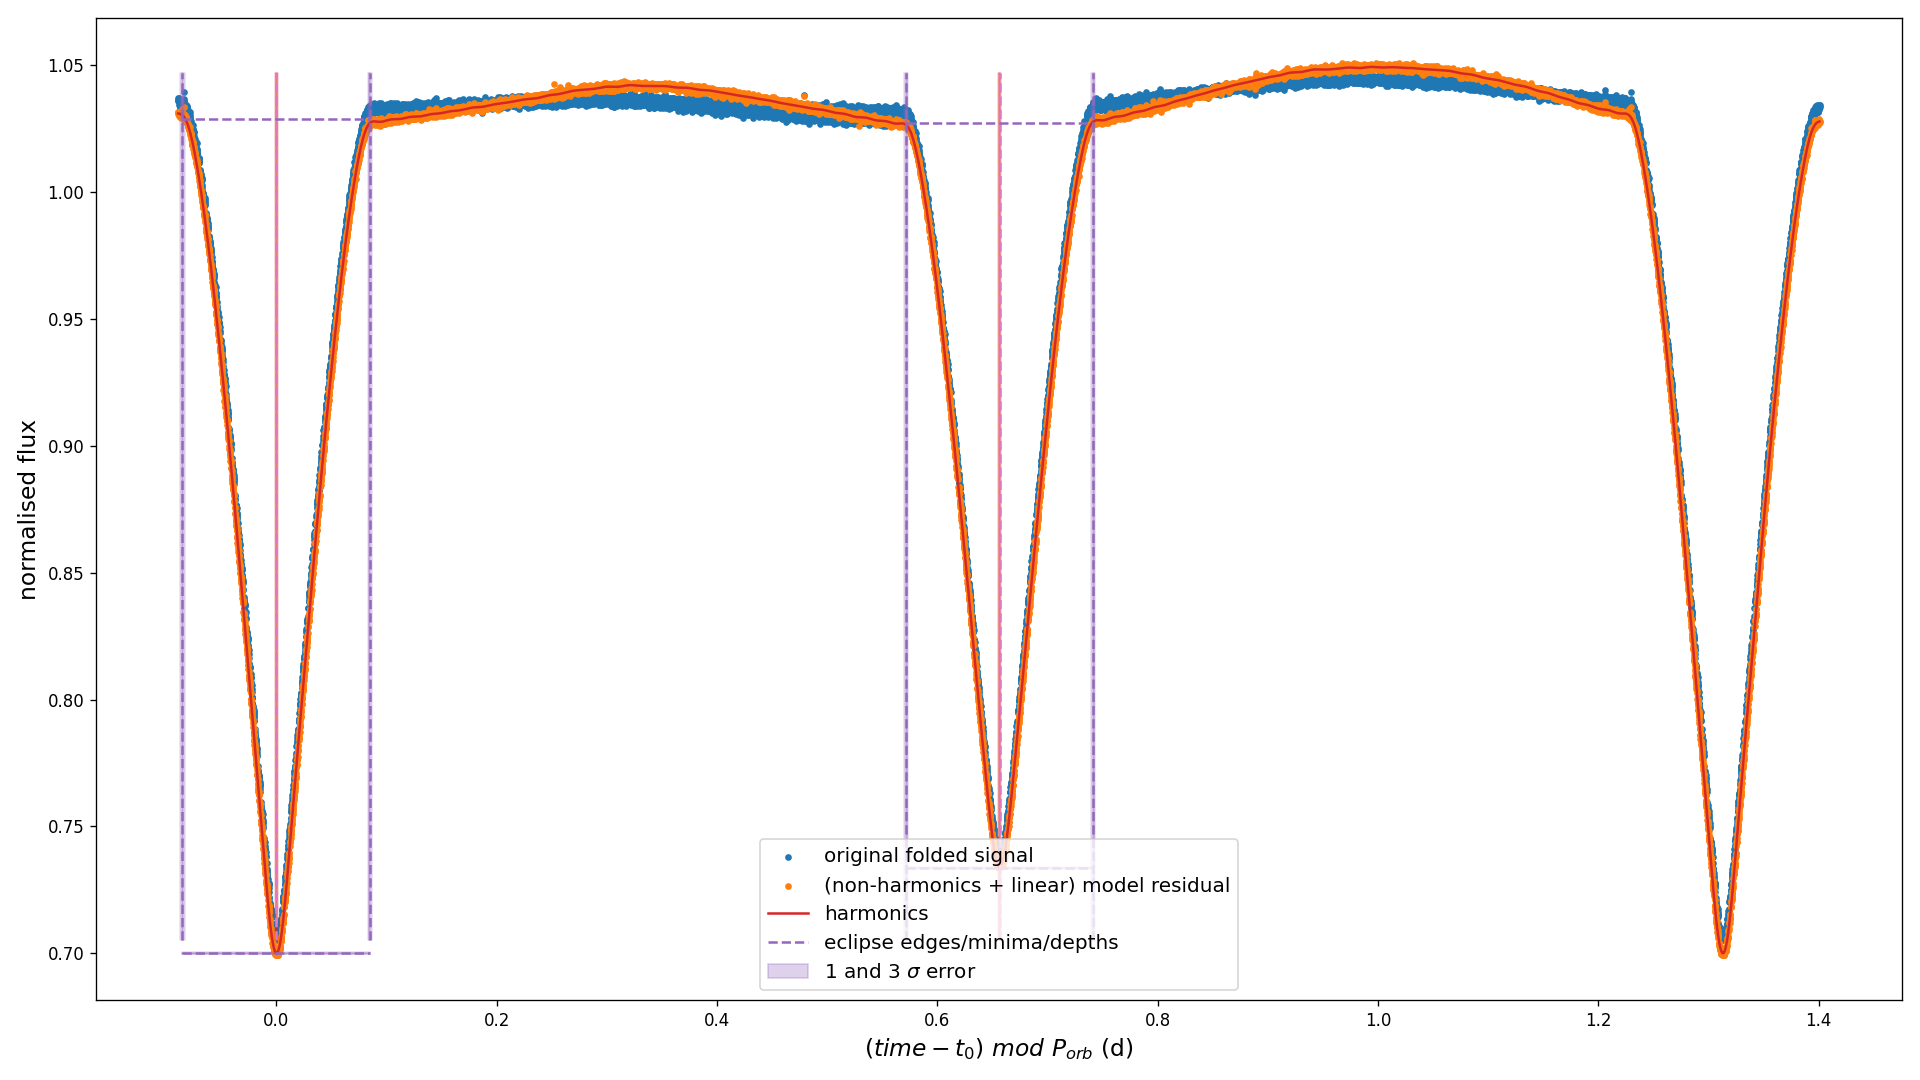 normalised flux
1.05
1.00
0.95
0.90
0.85
0.80
0.75
0.70
original folded signal
(non-harmonics + linear) model residual
harmonics
eclipse edges/minima/depths
1 and 3 σ error
0.0 0.2 0.4 0.6 0.8 1.0 1.2 1.4
(time − t₀) mod P_orb (d)